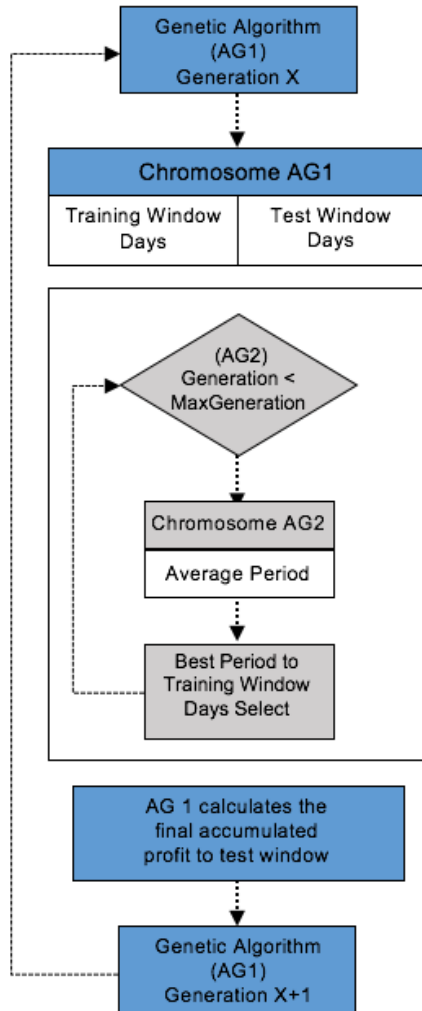 Genetic Algorithm
(AG1)
Generation X
Chromosome AG1
Training Window
Days
Test Window
Days
(AG2)
Generation <
MaxGeneration
Chromosome AG2
Average Period
Best Period to
Training Window
Days Select
AG 1 calculates the
final accumulated
profit to test window
Genetic Algorithm
(AG1)
Generation X+1